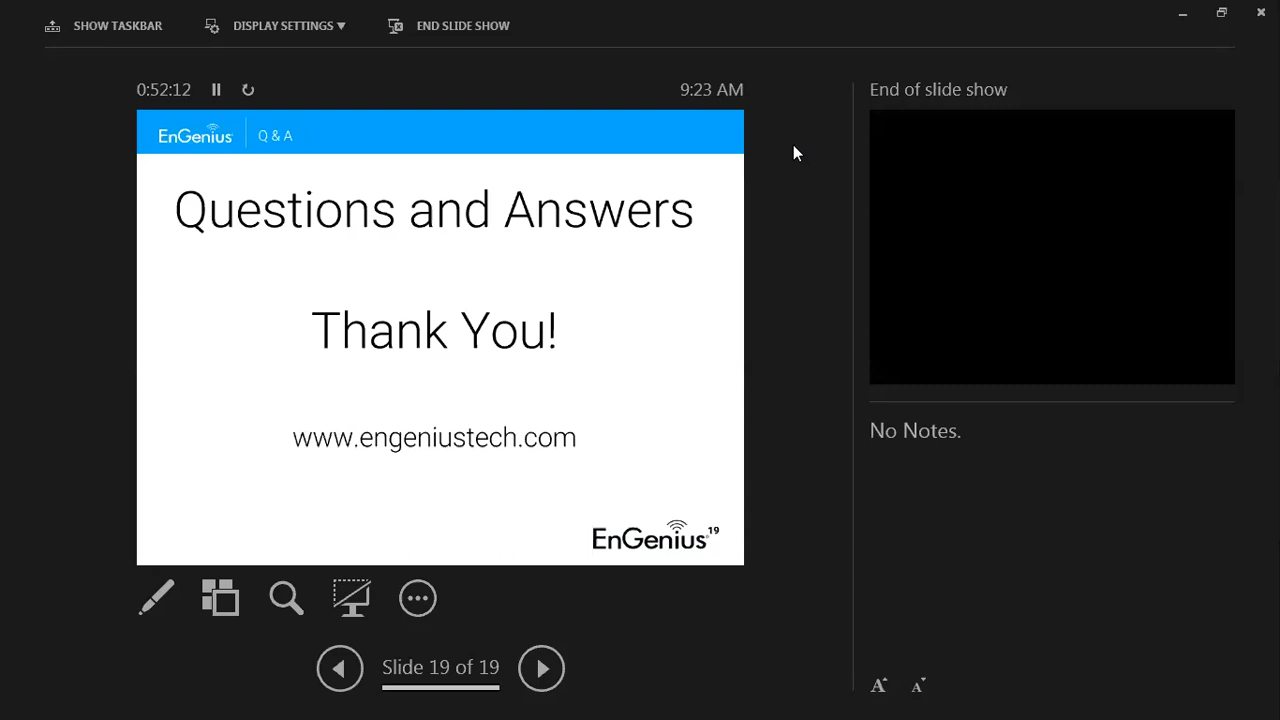 SHOW TASKBAR
DISPLAY SETTINGS
END SLIDE SHOW
0:52:12
9:23 AM
End of slide show
EnGenius
Q & A
Questions and Answers
Thank You!
www.engeniustech.com
EnGenius 19
No Notes.
Slide 19 of 19
A A